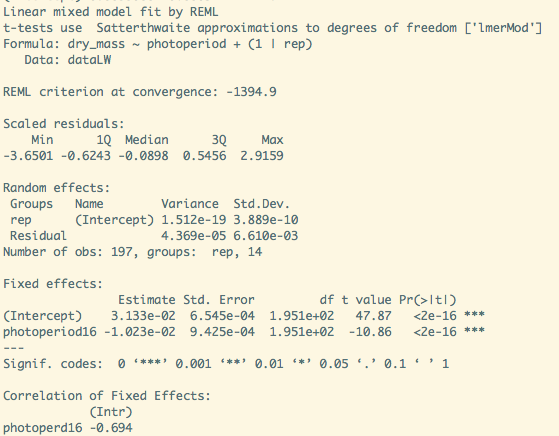 Linear mixed model fit by REML
t-tests use  Satterthwaite approximations to degrees of freedom ['lmerMod']
Formula: dry_mass ~ photoperiod + (1 | rep)
   Data: dataLW

REML criterion at convergence: -1394.9

Scaled residuals:
    Min      1Q  Median      3Q     Max
-3.6501 -0.6243 -0.0898  0.5456  2.9159

Random effects:
 Groups   Name        Variance  Std.Dev.
 rep      (Intercept) 1.512e-19 3.889e-10
 Residual             4.369e-05 6.610e-03
Number of obs: 197, groups:  rep, 14

Fixed effects:
                Estimate Std. Error         df t value Pr(>|t|)
(Intercept)    3.133e-02  6.545e-04  1.951e+02   47.87   <2e-16 ***
photoperiod16 -1.023e-02  9.425e-04  1.951e+02  -10.86   <2e-16 ***
---
Signif. codes:  0 ‘***’ 0.001 ‘**’ 0.01 ‘*’ 0.05 ‘.’ 0.1 ‘ ’ 1

Correlation of Fixed Effects:
            (Intr)
photoperd16 -0.694